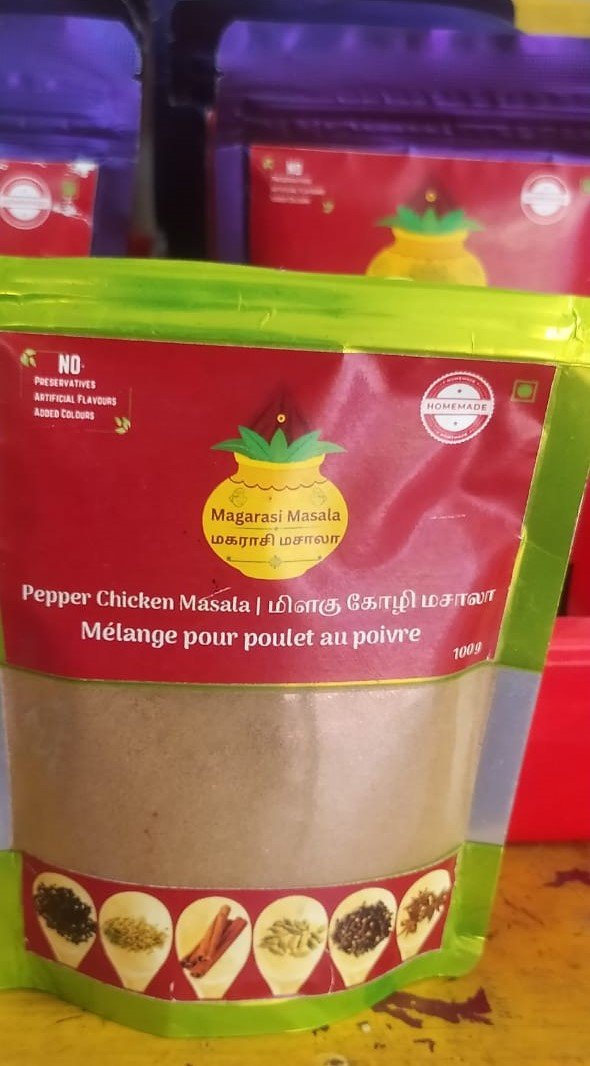 NO
PRESERVATIVES
ARTIFICIAL FLAVOURS
ADDED COLOURS
HOMEMADE
Magarasi Masala
மகராசி மசாலா
Pepper Chicken Masala | மிளகு கோழி மசாலா
Mélange pour poulet au poivre
100g
NO